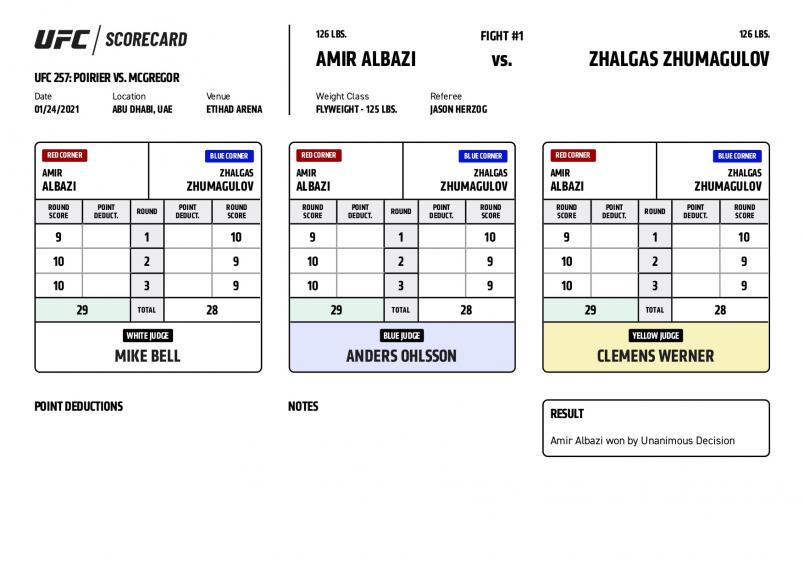 UFC / SCORECARD
UFC 257: POIRIER VS. MCGREGOR
Date Location Venue
01/24/2021 ABU DHABI, UAE ETIHAD ARENA
126 LBS. FIGHT #1 126 LBS.
AMIR ALBAZI vs. ZHALGAS ZHUMAGULOV
Weight Class Referee
FLYWEIGHT - 125 LBS. JASON HERZOG
RED CORNER BLUE CORNER
AMIR ALBAZI ZHALGAS ZHUMAGULOV
ROUND SCORE POINT DEDUCT. ROUND POINT DEDUCT. ROUND SCORE
9 1 10
10 2 9
10 3 9
29 TOTAL 28
WHITE JUDGE
MIKE BELL
RED CORNER BLUE CORNER
AMIR ALBAZI ZHALGAS ZHUMAGULOV
ROUND SCORE POINT DEDUCT. ROUND POINT DEDUCT. ROUND SCORE
9 1 10
10 2 9
10 3 9
29 TOTAL 28
BLUE JUDGE
ANDERS OHLSSON
RED CORNER BLUE CORNER
AMIR ALBAZI ZHALGAS ZHUMAGULOV
ROUND SCORE POINT DEDUCT. ROUND POINT DEDUCT. ROUND SCORE
9 1 10
10 2 9
10 3 9
29 TOTAL 28
YELLOW JUDGE
CLEMENS WERNER
POINT DEDUCTIONS
NOTES
RESULT
Amir Albazi won by Unanimous Decision